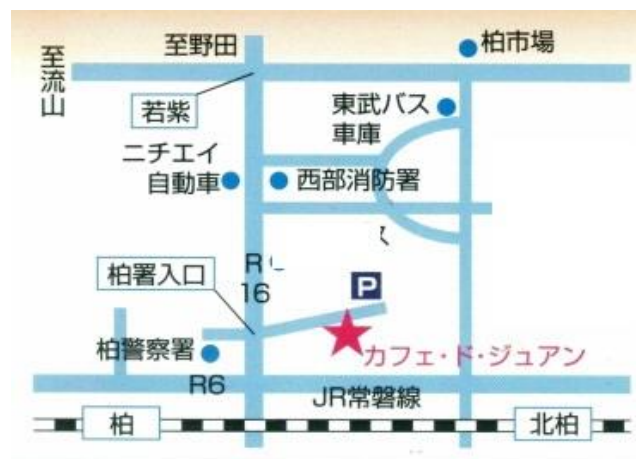 至野田
柏市場
至流山
若紫
東武バス
車庫
ニチエイ
自動車
西部消防署
柏署入口
R
16
P
柏警察署
カフェ・ド・ジュアン
R6
JR常磐線
柏
北柏